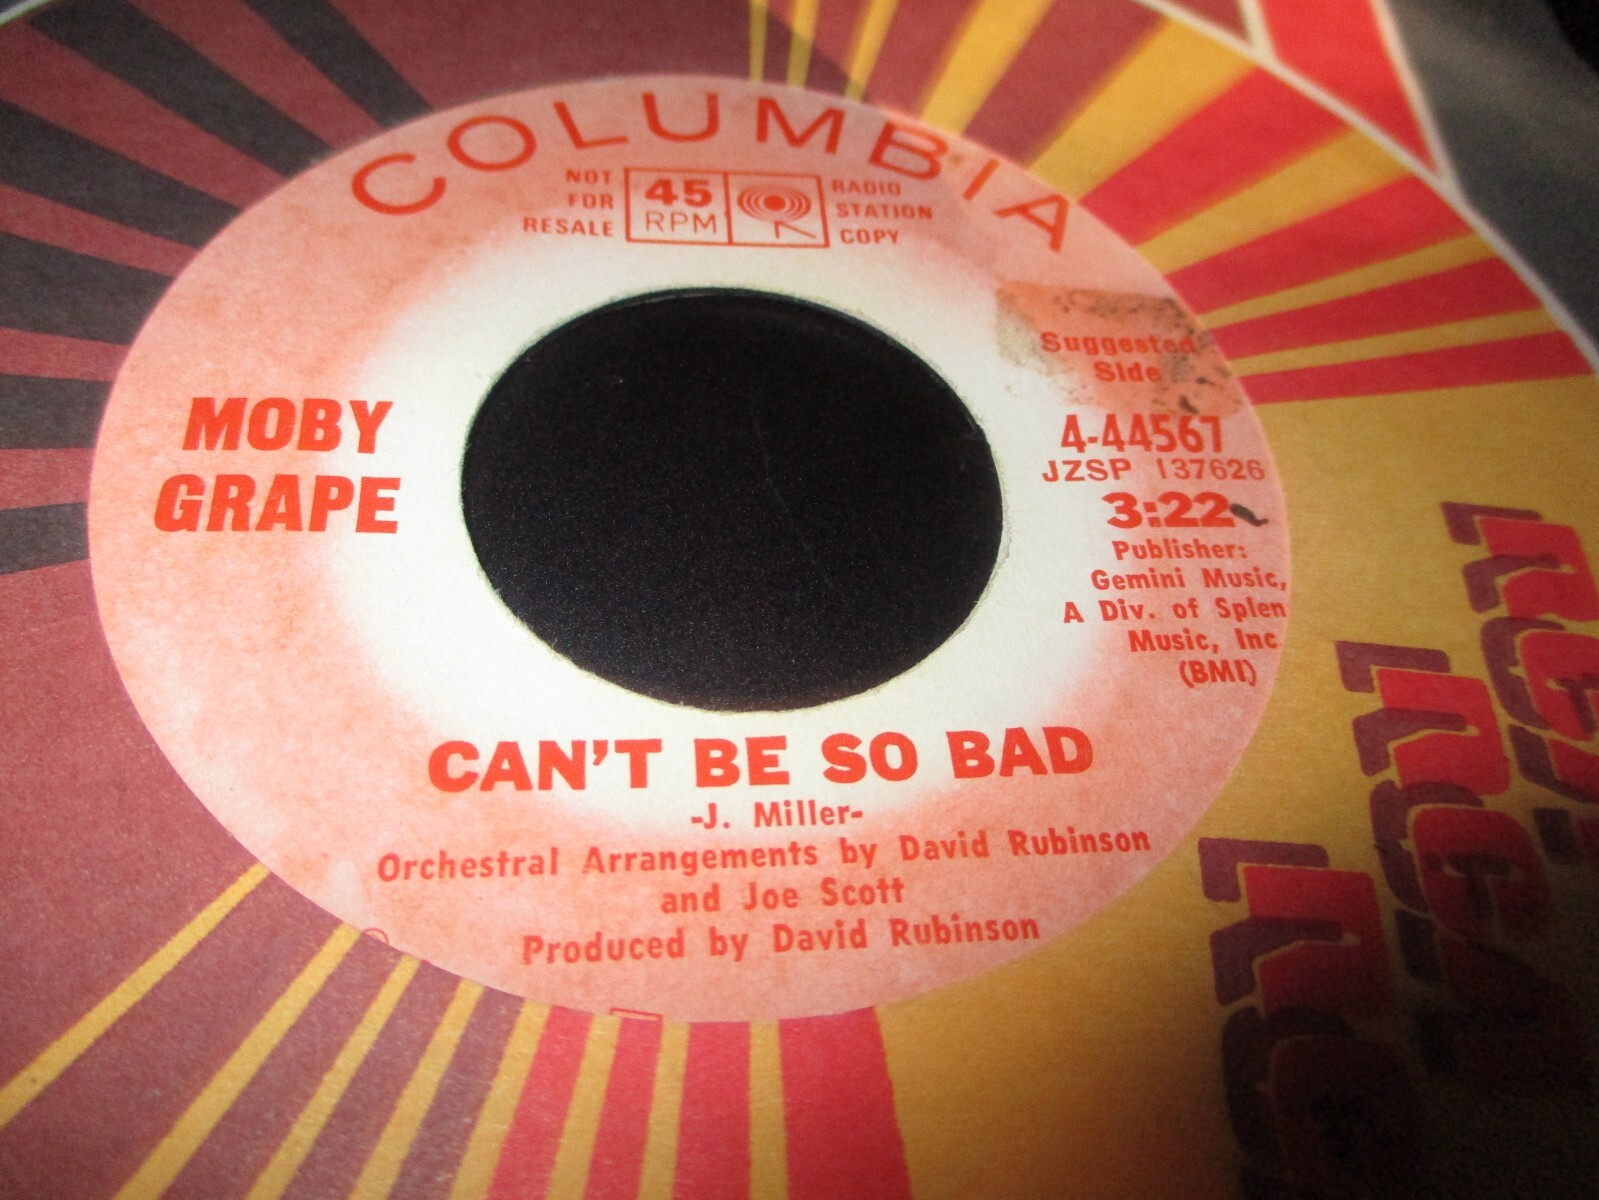 COLUMBIA
NOT
FOR
RESALE
45
RPM
RADIO
STATION
COPY
Suggested
Side
MOBY
GRAPE
4-44567
JZSP 137626
3:22
Publisher:
Gemini Music,
A Div. of Splen
Music, Inc
(BMI)
CAN'T BE SO BAD
-J. Miller-
Orchestral Arrangements by David Rubinson
and Joe Scott
Produced by David Rubinson